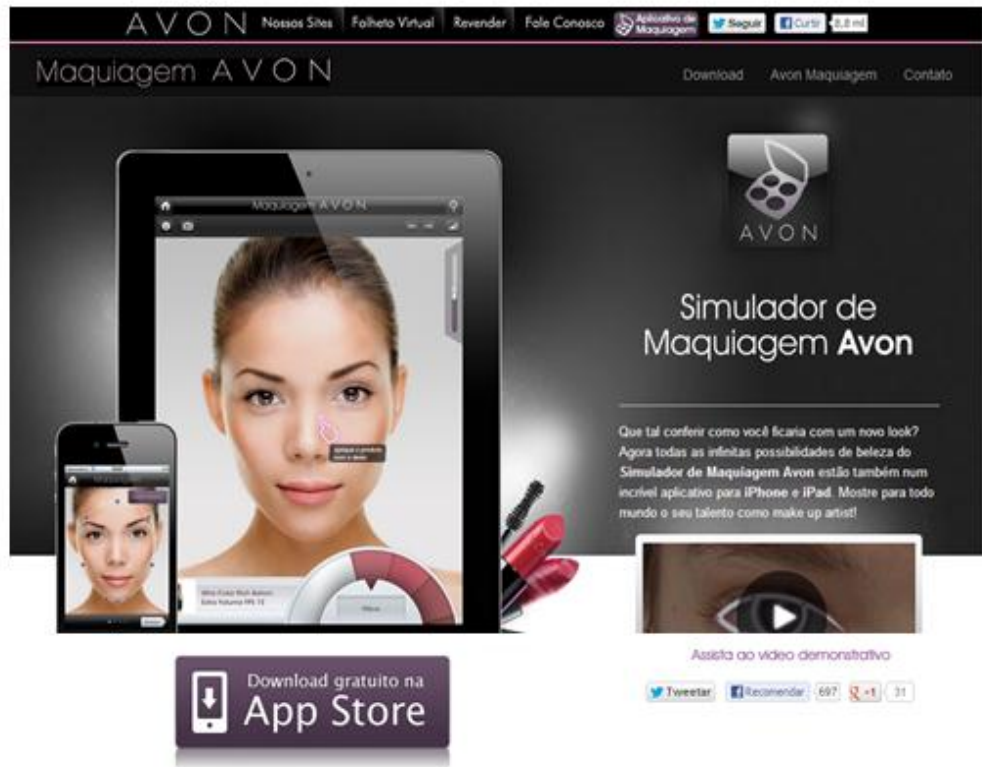 AVON Nossos Sites Folheto Virtual Revender Fale Conosco Aplicativo de Maquiagem Seguir Curtir 8,8 mil
Maquiagem AVON Download Avon Maquiagem Contato
Maquiagem AVON
AVON
Simulador de
Maquiagem Avon
Que tal conferir como você ficaria com um novo look?
Agora todas as infinitas possibilidades de beleza do
Simulador de Maquiagem Avon estão também num
incrível aplicativo para iPhone e iPad. Mostre para todo
mundo o seu talento como make up artist!
Assista ao video demonstrativo
Tweetar Recomendar 697 +1 31
Download gratuito na
App Store